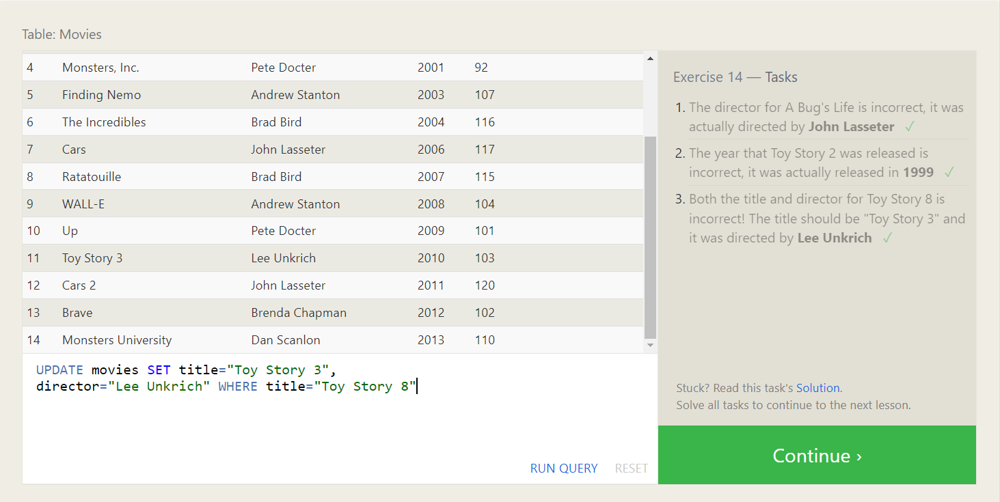 Table: Movies
4 Monsters, Inc. Pete Docter 2001 92
5 Finding Nemo Andrew Stanton 2003 107
6 The Incredibles Brad Bird 2004 116
7 Cars John Lasseter 2006 117
8 Ratatouille Brad Bird 2007 115
9 WALL-E Andrew Stanton 2008 104
10 Up Pete Docter 2009 101
11 Toy Story 3 Lee Unkrich 2010 103
12 Cars 2 John Lasseter 2011 120
13 Brave Brenda Chapman 2012 102
14 Monsters University Dan Scanlon 2013 110
UPDATE movies SET title="Toy Story 3",
director="Lee Unkrich" WHERE title="Toy Story 8"
RUN QUERY RESET
Exercise 14 — Tasks
1. The director for A Bug's Life is incorrect, it was
actually directed by John Lasseter ✓
2. The year that Toy Story 2 was released is
incorrect, it was actually released in 1999 ✓
3. Both the title and director for Toy Story 8 is
incorrect! The title should be "Toy Story 3" and
it was directed by Lee Unkrich ✓
Stuck? Read this task's Solution.
Solve all tasks to continue to the next lesson.
Continue ›